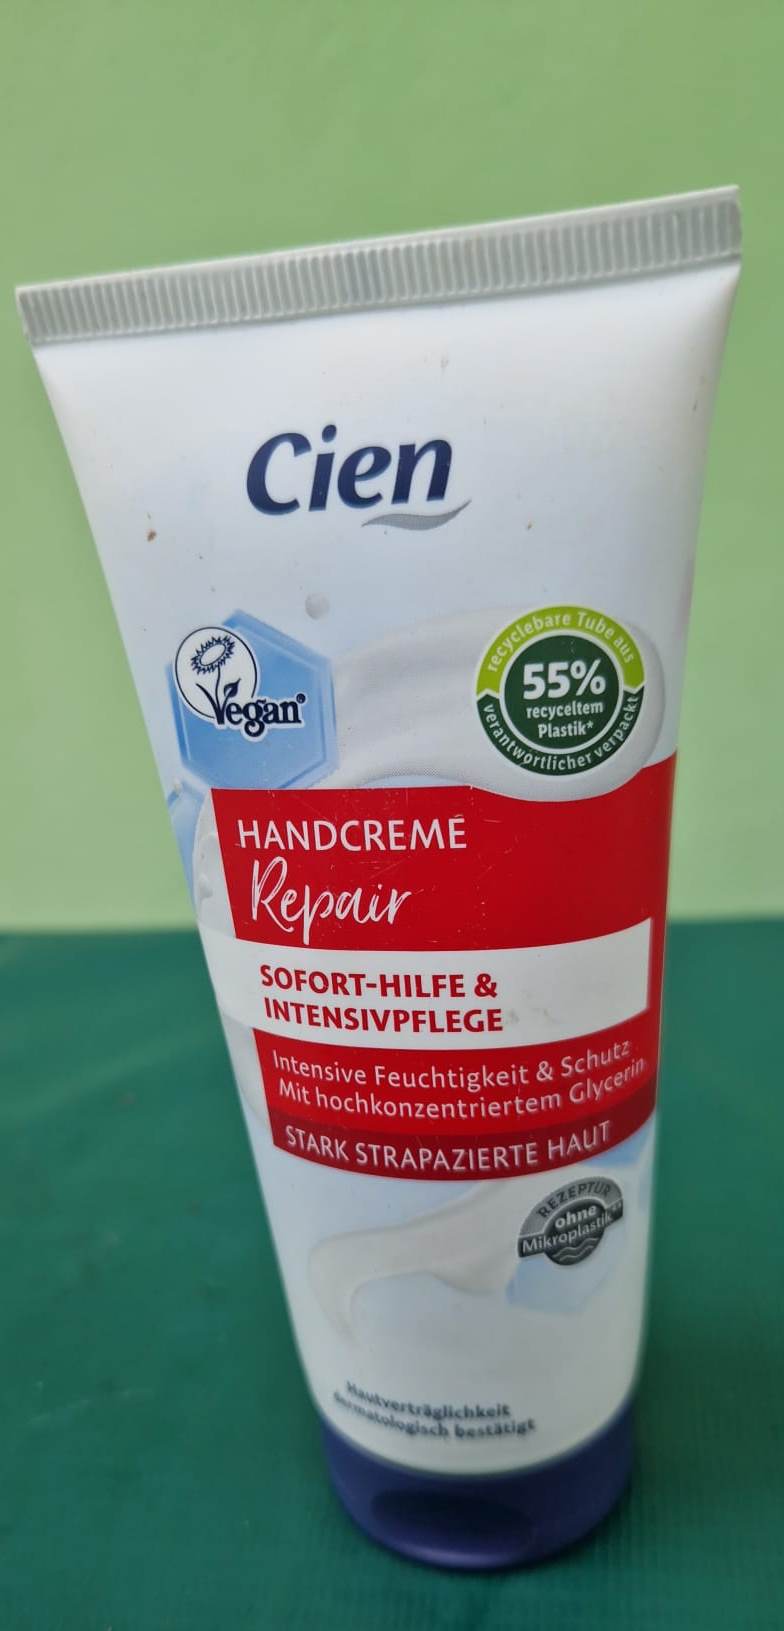 Cien
Vegan®
recyclebare Tube aus
55%
recyceltem
Plastik*
verantwortlicher verpackt
HANDCREME
Repair
SOFORT-HILFE &
INTENSIVPFLEGE
Intensive Feuchtigkeit & Schutz
Mit hochkonzentriertem Glycerin
STARK STRAPAZIERTE HAUT
REZEPTUR
ohne
Mikroplastik**
Hautverträglichkeit
dermatologisch bestätigt